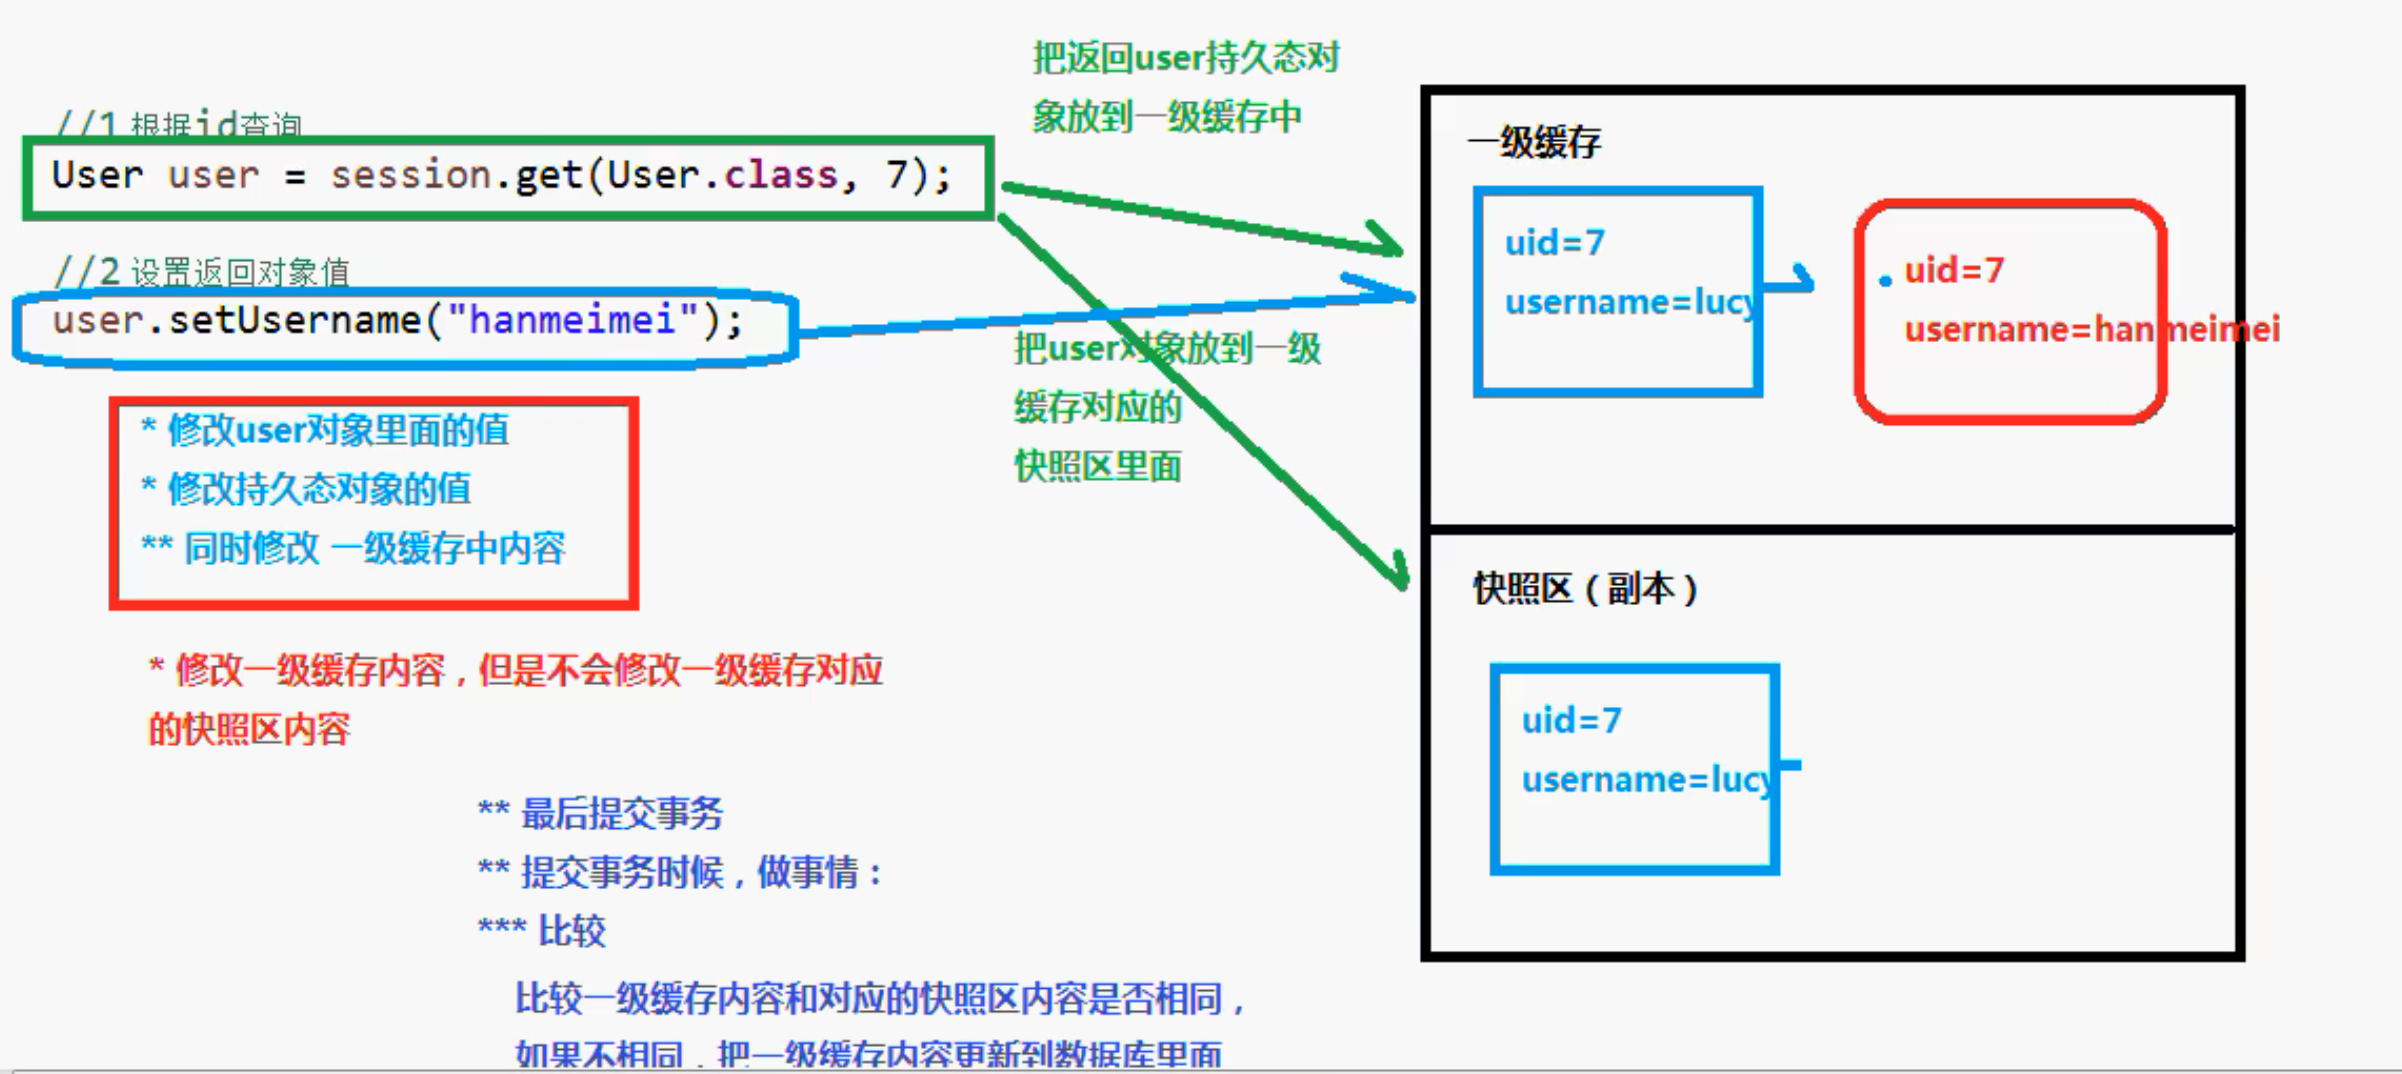 //1 根据id查询
User user = session.get(User.class, 7);
//2 设置返回对象值
user.setUsername("hanmeimei");
* 修改user对象里面的值
* 修改持久态对象的值
** 同时修改 一级缓存中内容
* 修改一级缓存内容，但是不会修改一级缓存对应
的快照区内容
** 最后提交事务
** 提交事务时候，做事情：
*** 比较
比较一级缓存内容和对应的快照区内容是否相同，
如果不相同，把一级缓存内容更新到数据库里面
把返回user持久态对
象放到一级缓存中
把user对象放到一级
缓存对应的
快照区里面
一级缓存
uid=7
username=lucy
uid=7
username=hanmeimei
快照区（副本）
uid=7
username=lucy